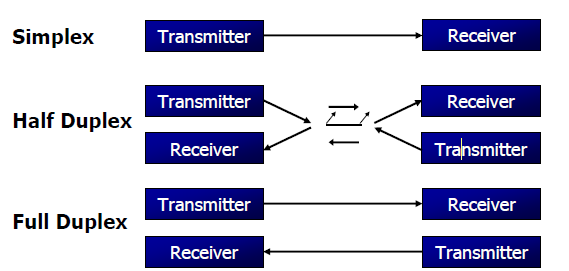 Simplex
Transmitter
Receiver
Half Duplex
Transmitter
Receiver
Receiver
Transmitter
Full Duplex
Transmitter
Receiver
Receiver
Transmitter